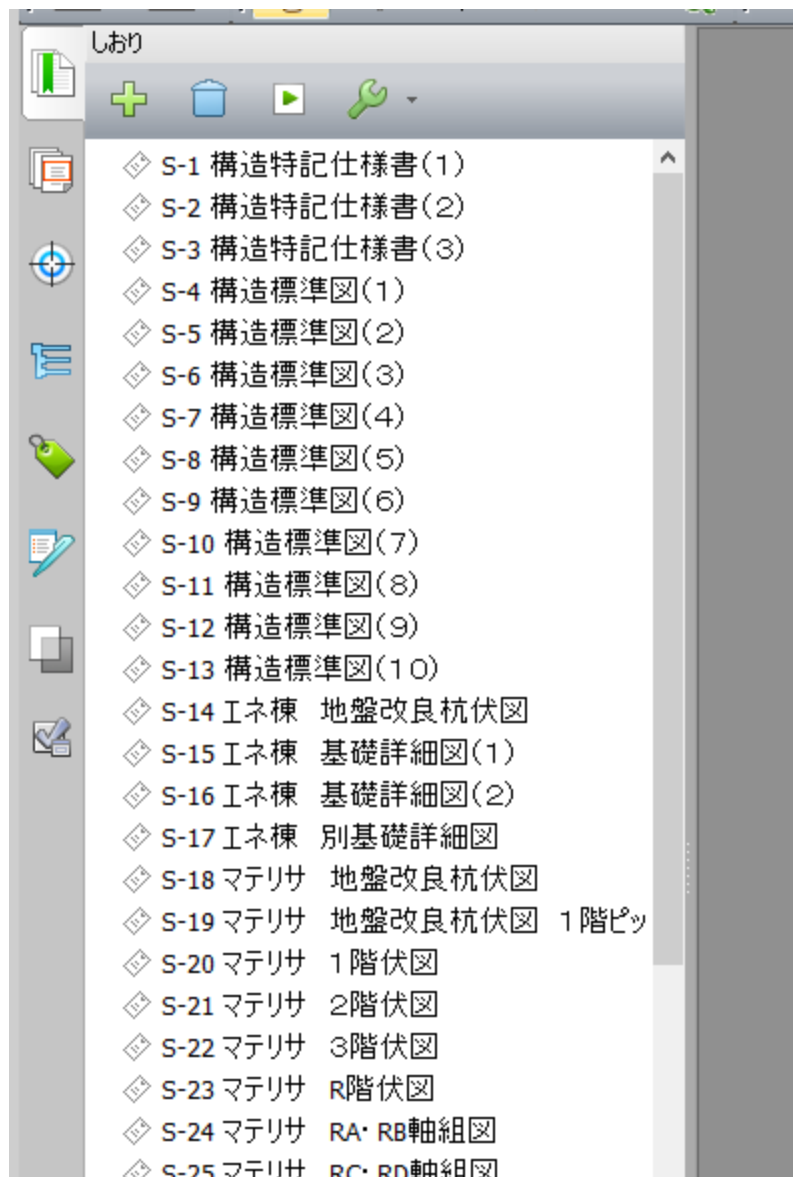 しおり
S-1 構造特記仕様書(1)
S-2 構造特記仕様書(2)
S-3 構造特記仕様書(3)
S-4 構造標準図(1)
S-5 構造標準図(2)
S-6 構造標準図(3)
S-7 構造標準図(4)
S-8 構造標準図(5)
S-9 構造標準図(6)
S-10 構造標準図(7)
S-11 構造標準図(8)
S-12 構造標準図(9)
S-13 構造標準図(10)
S-14 エネ棟　地盤改良杭伏図
S-15 エネ棟　基礎詳細図(1)
S-16 エネ棟　基礎詳細図(2)
S-17 エネ棟　別基礎詳細図
S-18 マテリサ　地盤改良杭伏図
S-19 マテリサ　地盤改良杭伏図　1階ピッ
S-20 マテリサ　1階伏図
S-21 マテリサ　2階伏図
S-22 マテリサ　3階伏図
S-23 マテリサ　R階伏図
S-24 マテリサ　RA・RB軸組図
S-25 マテリサ　RC・RD軸組図